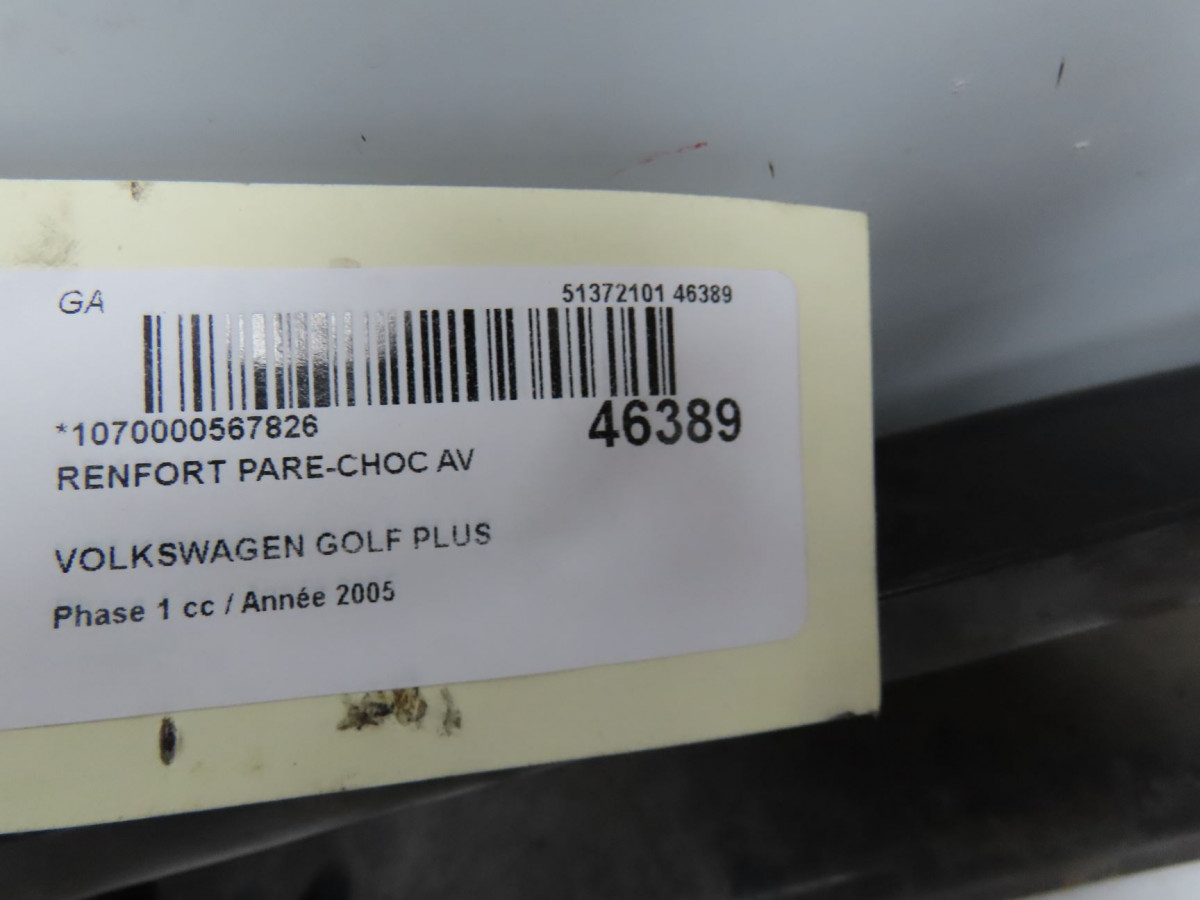 GA
51372101 46389
*1070000567826
46389
RENFORT PARE-CHOC AV
VOLKSWAGEN GOLF PLUS
Phase 1 cc / Année 2005